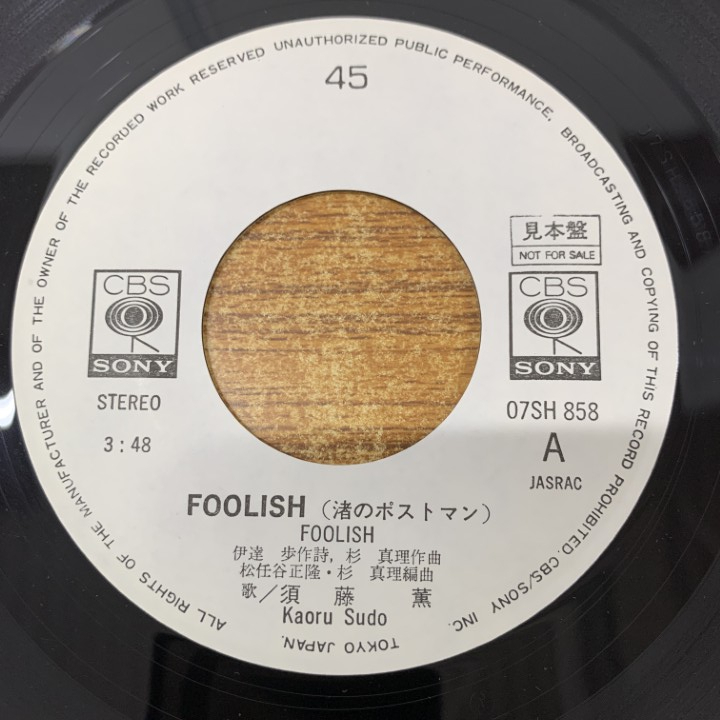 ALL RIGHTS OF THE MANUFACTURER AND OF THE OWNER OF THE RECORDED WORK RESERVED UNAUTHORIZED PUBLIC PERFORMANCE, BROADCASTING AND COPYING OF THIS RECORD PROHIBITED. CBS/SONY INC. TOKYO JAPAN.
45
見本盤
NOT FOR SALE
CBS
SONY
CBS
SONY
STEREO
07SH 858
3:48
A
JASRAC
FOOLISH (渚のポストマン)
FOOLISH
伊達 歩作詩, 杉 真理作曲
松任谷正隆・杉 真理編曲
歌/須藤 薫
Kaoru Sudo